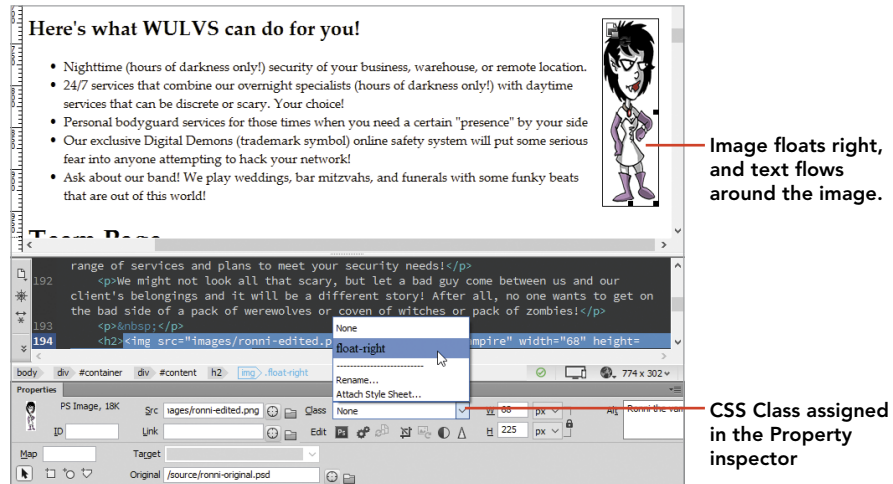 Here's what WULVS can do for you!
• Nighttime (hours of darkness only!) security of your business, warehouse, or remote location.
• 24/7 services that combine our overnight specialists (hours of darkness only!) with daytime
services that can be discrete or scary. Your choice!
• Personal bodyguard services for those times when you need a certain "presence" by your side
• Our exclusive Digital Demons (trademark symbol) online safety system will put some serious
fear into anyone attempting to hack your network!
• Ask about our band! We play weddings, bar mitzvahs, and funerals with some funky beats
that are out of this world!
Image floats right,
and text flows
around the image.
Team Page
range of services and plans to meet your security needs!</p>
192 <p>We might not look all that scary, but let a bad guy come between us and our
client's belongings and it will be a different story! After all, no one wants to get on
the bad side of a pack of werewolves or coven of witches or pack of zombies!</p>
193 <p>&nbsp;</p>
194 <h2><img src="images/ronni-edited.p ampire" width="68" height=
None
float-right
Rename...
Attach Style Sheet...
body div #container div #content h2 img .float-right 774 x 302
Properties
PS Image, 18K Src ages/ronni-edited.png Class None W 68 px Alt Ronni the van
ID Link Edit Ps H 225 px
Map Target
Original /source/ronni-original.psd
CSS Class assigned
in the Property
inspector